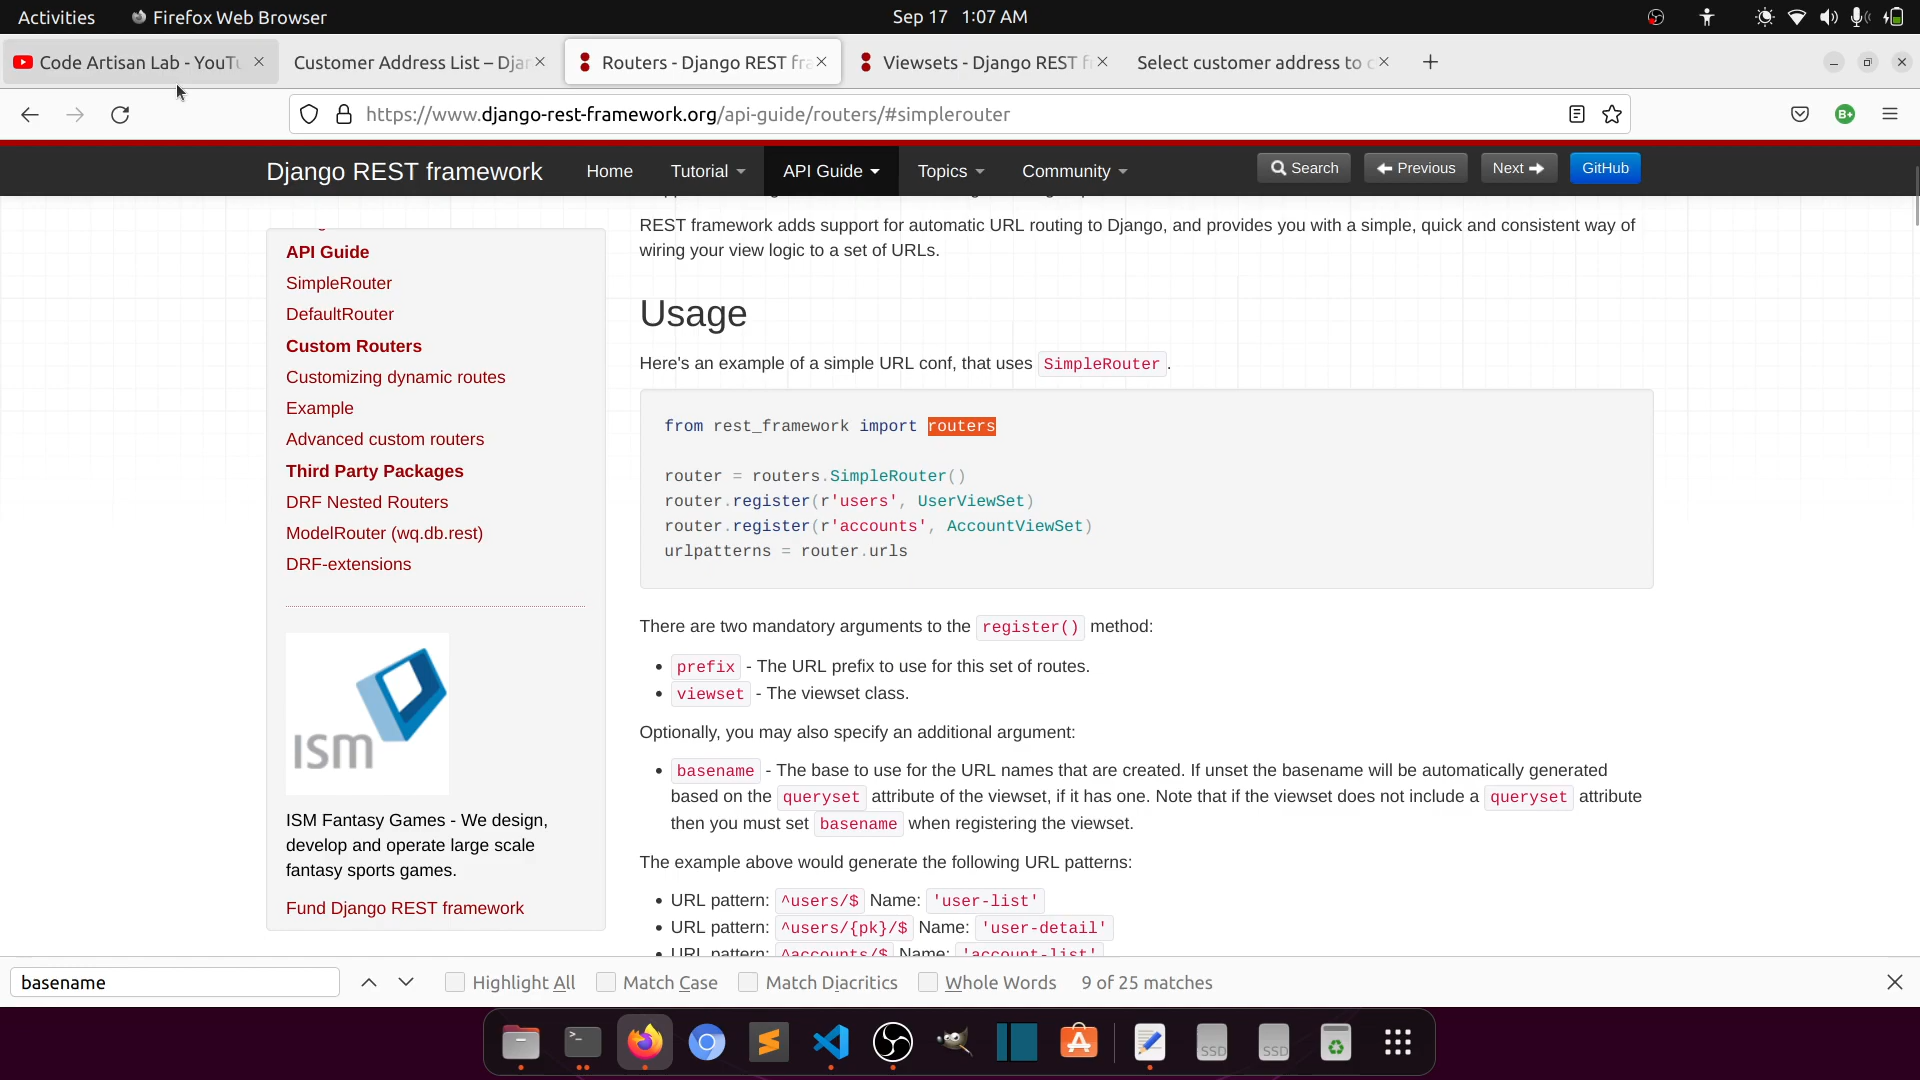 Activities
Firefox Web Browser
Sep 17 1:07 AM
Code Artisan Lab - YouTu
Customer Address List – Djan
Routers - Django REST fra
Viewsets - Django REST f
Select customer address to c
https://www.django-rest-framework.org/api-guide/routers/#simplerouter
B+
Django REST framework
Home
Tutorial
API Guide
Topics
Community
Search
Previous
Next
GitHub
REST framework adds support for automatic URL routing to Django, and provides you with a simple, quick and consistent way of
wiring your view logic to a set of URLs.
API Guide
SimpleRouter
DefaultRouter
Custom Routers
Customizing dynamic routes
Example
Advanced custom routers
Third Party Packages
DRF Nested Routers
ModelRouter (wq.db.rest)
DRF-extensions
ISM
ISM Fantasy Games - We design,
develop and operate large scale
fantasy sports games.
Fund Django REST framework
Usage
Here's an example of a simple URL conf, that uses SimpleRouter.
from rest_framework import routers
router = routers.SimpleRouter()
router.register(r'users', UserViewSet)
router.register(r'accounts', AccountViewSet)
urlpatterns = router.urls
There are two mandatory arguments to the register() method:
• prefix - The URL prefix to use for this set of routes.
• viewset - The viewset class.
Optionally, you may also specify an additional argument:
• basename - The base to use for the URL names that are created. If unset the basename will be automatically generated
based on the queryset attribute of the viewset, if it has one. Note that if the viewset does not include a queryset attribute
then you must set basename when registering the viewset.
The example above would generate the following URL patterns:
• URL pattern: ^users/$ Name: 'user-list'
• URL pattern: ^users/{pk}/$ Name: 'user-detail'
• URL pattern: ^accounts/$ Name: 'account-list'
basename
Highlight All
Match Case
Match Diacritics
Whole Words
9 of 25 matches
SSD
SSD